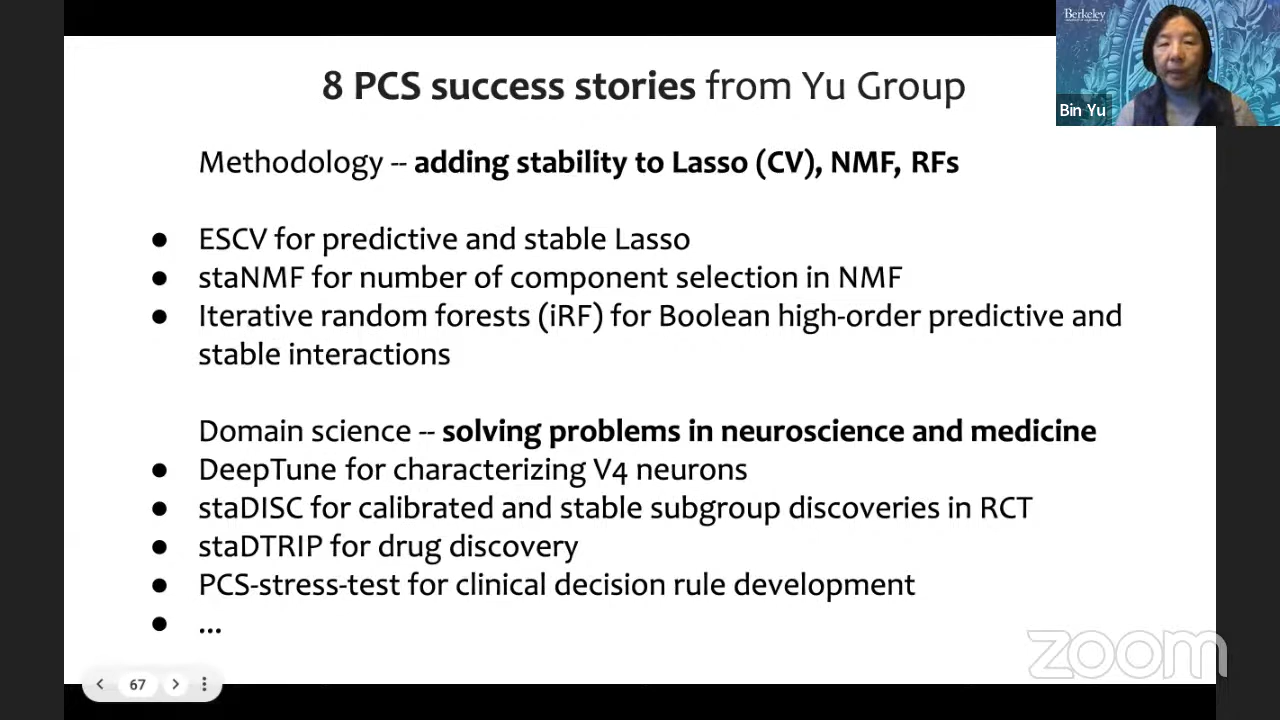 Berkeley
Bin Yu
8 PCS success stories from Yu Group
Methodology -- adding stability to Lasso (CV), NMF, RFs
● ESCV for predictive and stable Lasso
● staNMF for number of component selection in NMF
● Iterative random forests (iRF) for Boolean high-order predictive and
stable interactions
Domain science -- solving problems in neuroscience and medicine
● DeepTune for characterizing V4 neurons
● staDISC for calibrated and stable subgroup discoveries in RCT
● staDTRIP for drug discovery
● PCS-stress-test for clinical decision rule development
● ...
zoom
67